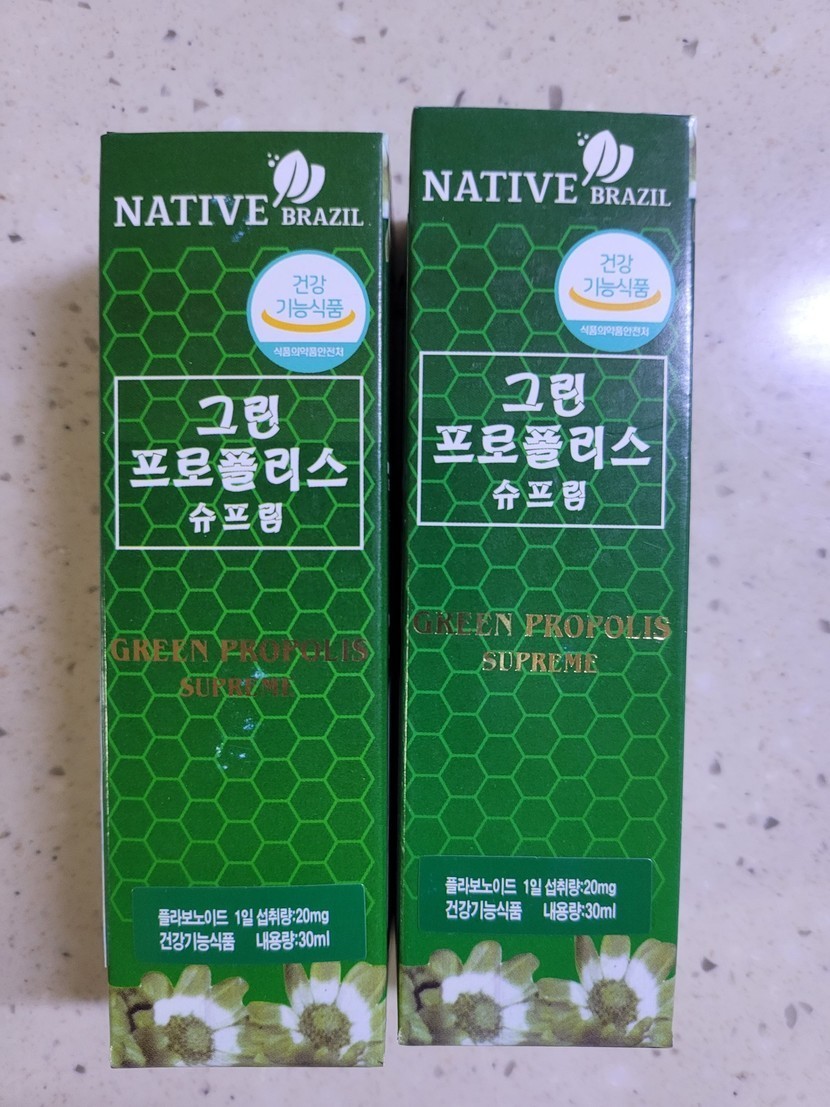 NATIVE BRAZIL
건강
기능식품
식품의약품안전처
그린
프로폴리스
슈프림
GREEN PROPOLIS
SUPREME
플라보노이드 1일 섭취량:20mg
건강기능식품 내용량:30ml
NATIVE BRAZIL
건강
기능식품
식품의약품안전처
그린
프로폴리스
슈프림
GREEN PROPOLIS
SUPREME
플라보노이드 1일 섭취량:20mg
건강기능식품 내용량:30ml